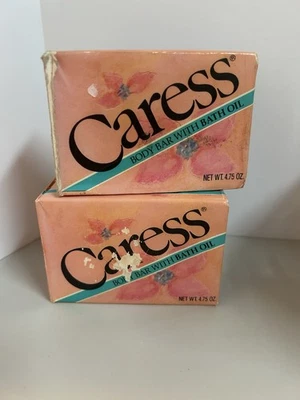 Caress®
BODY BAR WITH BATH OIL
NET WT. 4.75 OZ.
Caress®
BODY BAR WITH BATH OIL
NET WT. 4.75 OZ.